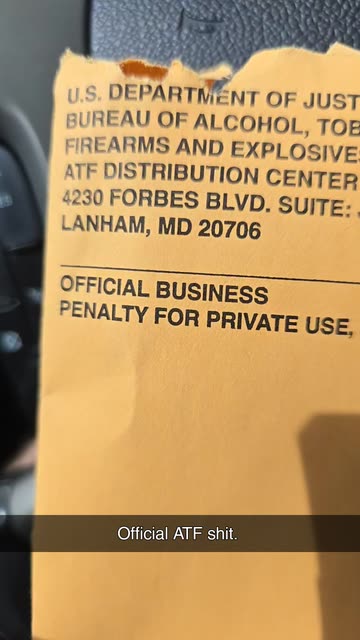 U.S. DEPARTMENT OF JUST
BUREAU OF ALCOHOL, TOB
FIREARMS AND EXPLOSIVE
ATF DISTRIBUTION CENTER
4230 FORBES BLVD. SUITE:
LANHAM, MD 20706
OFFICIAL BUSINESS
PENALTY FOR PRIVATE USE,
Official ATF shit.